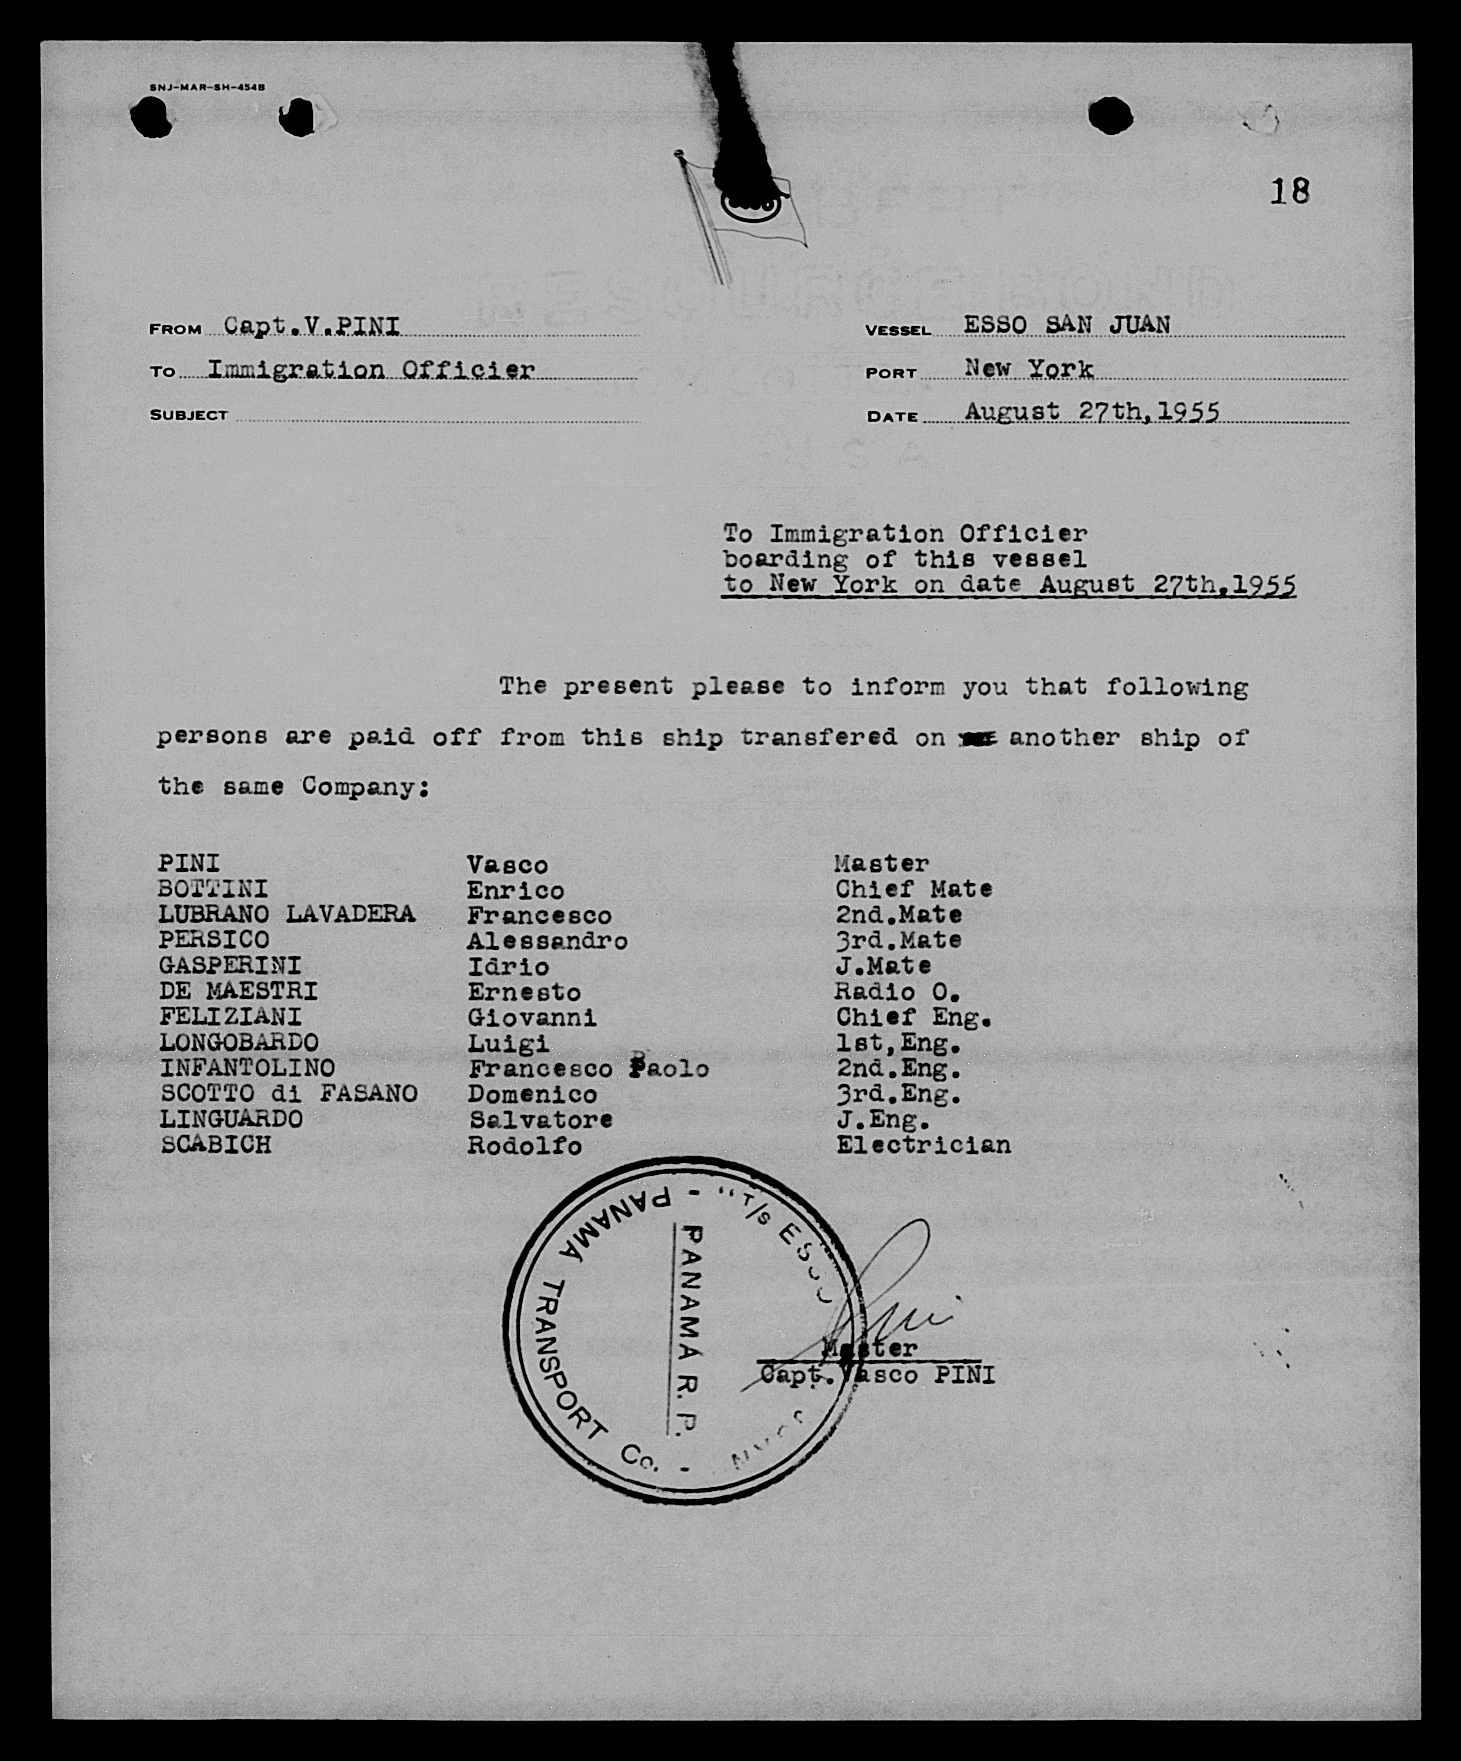 SNJ-MAR-SH-454B
18
FROM Capt.V.PINI
VESSEL ESSO SAN JUAN
TO Immigration Officier
PORT New York
SUBJECT
DATE August 27th,1955
To Immigration Officier
boarding of this vessel
to New York on date August 27th,1955
The present please to inform you that following
persons are paid off from this ship transfered on another ship of
the same Company:
PINI Vasco Master
BOTTINI Enrico Chief Mate
LUBRANO LAVADERA Francesco 2nd.Mate
PERSICO Alessandro 3rd.Mate
GASPERINI Idrio J.Mate
DE MAESTRI Ernesto Radio O.
FELIZIANI Giovanni Chief Eng.
LONGOBARDO Luigi 1st,Eng.
INFANTOLINO Francesco Paolo 2nd.Eng.
SCOTTO di FASANO Domenico 3rd.Eng.
LINGUARDO Salvatore J.Eng.
SCABICH Rodolfo Electrician
PANAMA TRANSPORT Co. -
- "T/S ESSO
PANAMA R.P.
Pini
Master
Capt.Vasco PINI